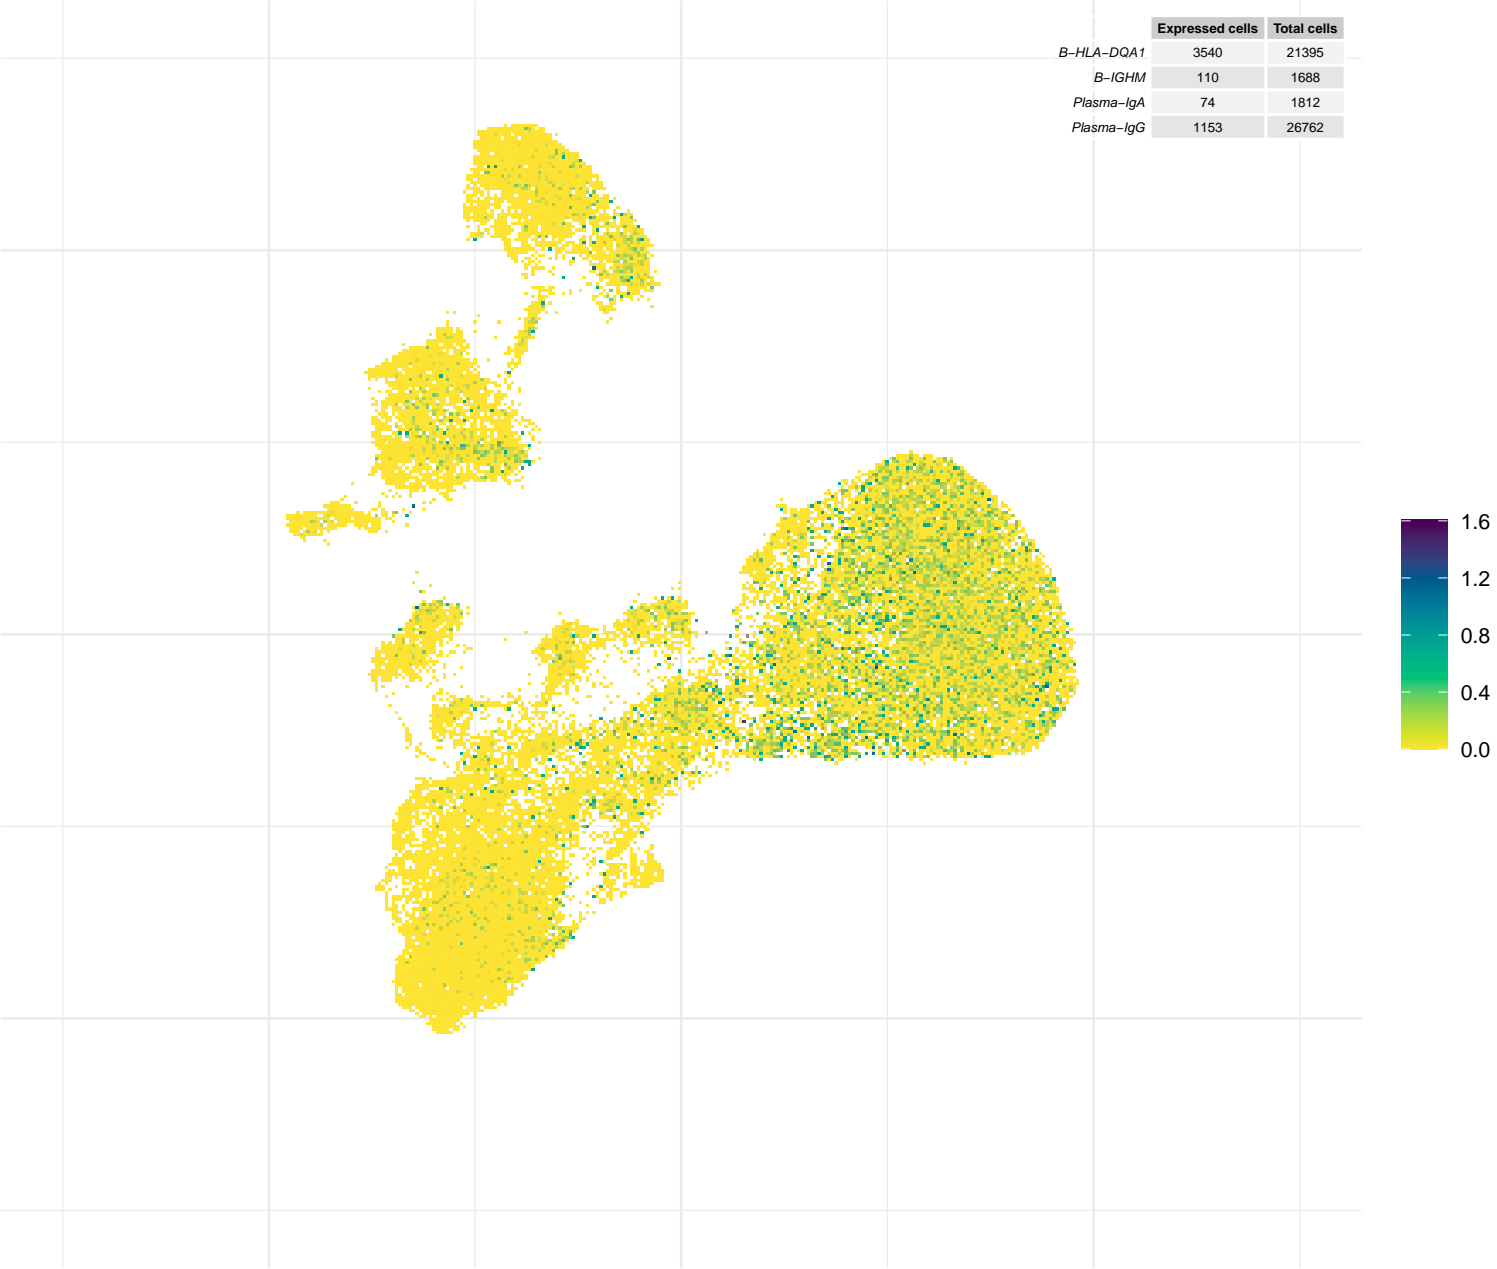 Expressed cells Total cells
B−HLA−DQA1 3540 21395
B−IGHM 110 1688
Plasma−IgA 74 1812
Plasma−IgG 1153 26762
1.6
1.2
0.8
0.4
0.0